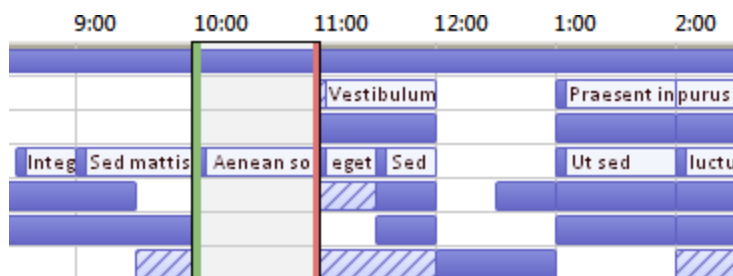 9:00 10:00 11:00 12:00 1:00 2:00
Vestibulum Praesent in purus
Integ Sed mattis Aenean so eget Sed Ut sed luctu